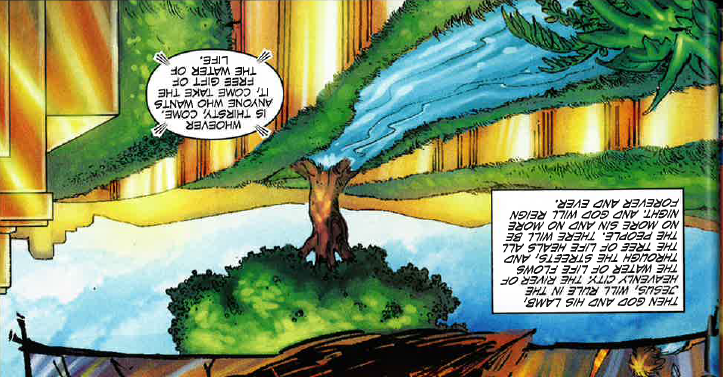 THEN GOD AND HIS LAMB,
JESUS, WILL RULE IN THE
HEAVENLY CITY. THE RIVER OF
THE WATER OF LIFE FLOWS
THROUGH THE STREETS, AND
THE TREE OF LIFE HEALS ALL
THE PEOPLE. THERE WILL BE
NO MORE SIN AND NO MORE
NIGHT, AND GOD WILL REIGN
FOREVER AND EVER.
WHOEVER
IS THIRSTY, COME.
ANYONE WHO WANTS
IT, COME TAKE THE
FREE GIFT OF
THE WATER OF
LIFE.